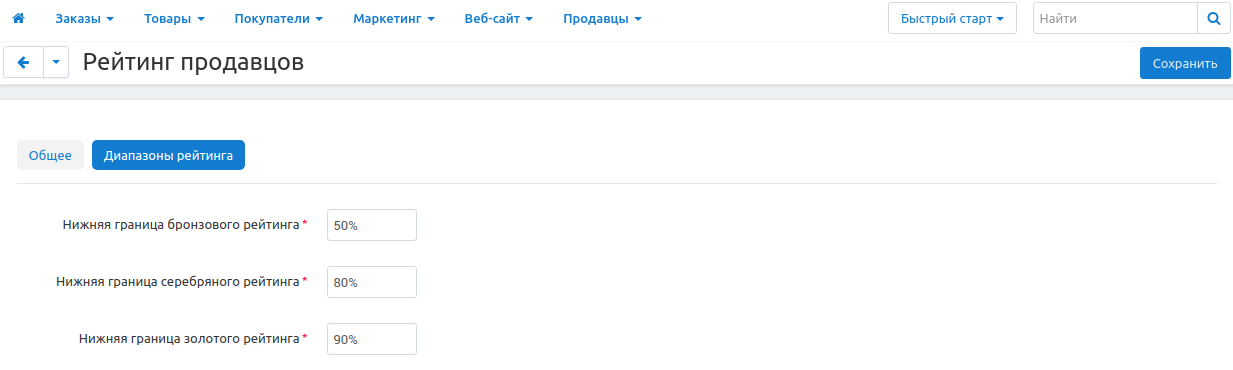 Заказы Товары Покупатели Маркетинг Веб-сайт Продавцы Быстрый старт Найти
Рейтинг продавцов Сохранить
Общее Диапазоны рейтинга
Нижняя граница бронзового рейтинга * 50%
Нижняя граница серебряного рейтинга * 80%
Нижняя граница золотого рейтинга * 90%